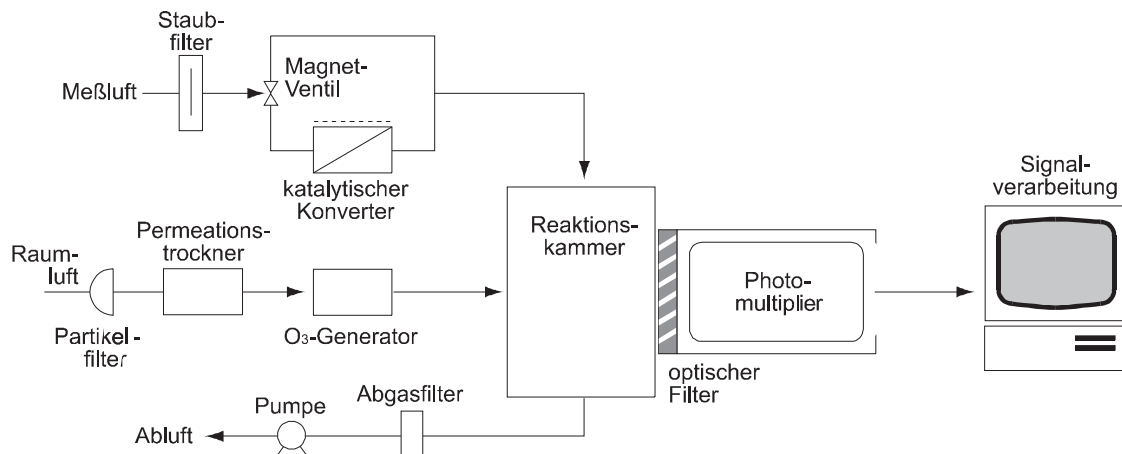 Staub-
filter
Meßluft
Magnet-
Ventil
katalytischer
Konverter
Raum-
luft
Partikel-
filter
Permeations-
trockner
O₃-Generator
Reaktions-
kammer
optischer
Filter
Photo-
multiplier
Signal-
verarbeitung
Abluft
Pumpe
Abgasfilter